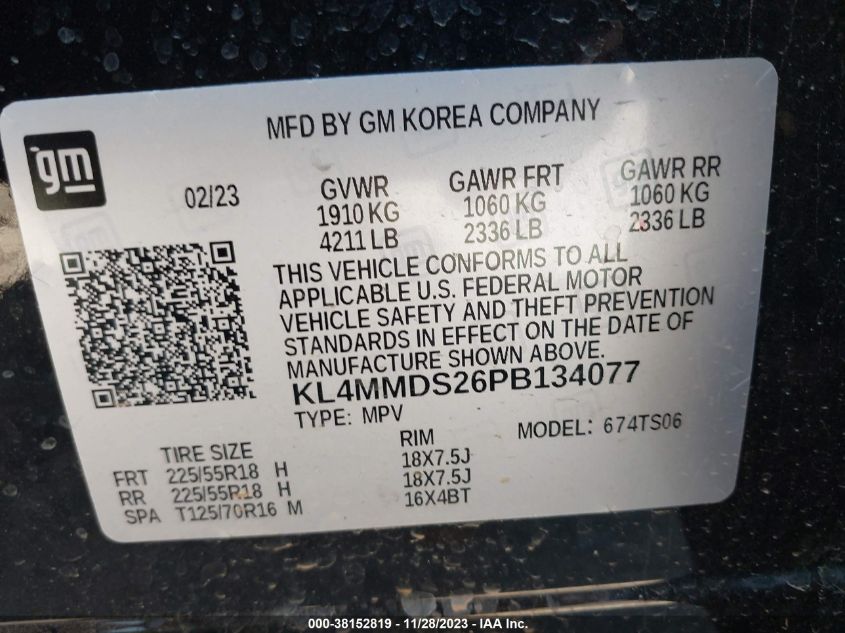 MFD BY GM KOREA COMPANY
gm
02/23
GVWR GAWR FRT GAWR RR
1910 KG 1060 KG 1060 KG
4211 LB 2336 LB 2336 LB
THIS VEHICLE CONFORMS TO ALL
APPLICABLE U.S. FEDERAL MOTOR
VEHICLE SAFETY AND THEFT PREVENTION
STANDARDS IN EFFECT ON THE DATE OF
MANUFACTURE SHOWN ABOVE.
KL4MMDS26PB134077
TYPE: MPV MODEL: 674TS06
TIRE SIZE RIM
FRT 225/55R18 H 18X7.5J
RR 225/55R18 H 18X7.5J
SPA T125/70R16 M 16X4BT
000-38152819 - 11/28/2023 - IAA Inc.